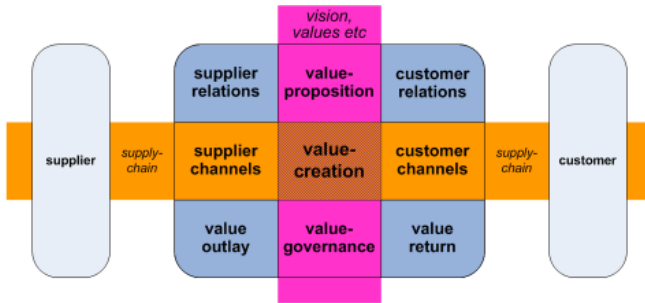 vision,
values etc
supplier
relations
value-
proposition
customer
relations
supplier
supply-
chain
supplier
channels
value-
creation
customer
channels
supply-
chain
customer
value
outlay
value-
governance
value
return